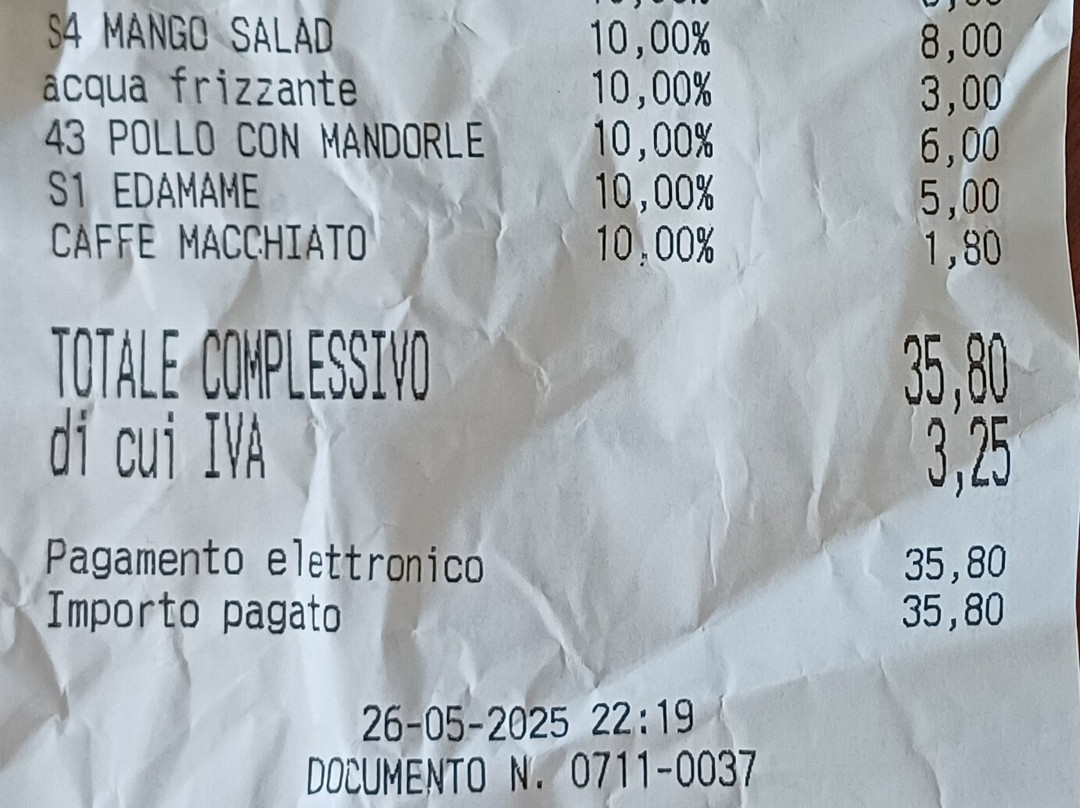 S4 MANGO SALAD 10,00% 8,00
acqua frizzante 10,00% 3,00
43 POLLO CON MANDORLE 10,00% 6,00
S1 EDAMAME 10,00% 5,00
CAFFE MACCHIATO 10,00% 1,80
TOTALE COMPLESSIVO 35,80
di cui IVA 3,25
Pagamento elettronico 35,80
Importo pagato 35,80
26-05-2025 22:19
DOCUMENTO N. 0711-0037